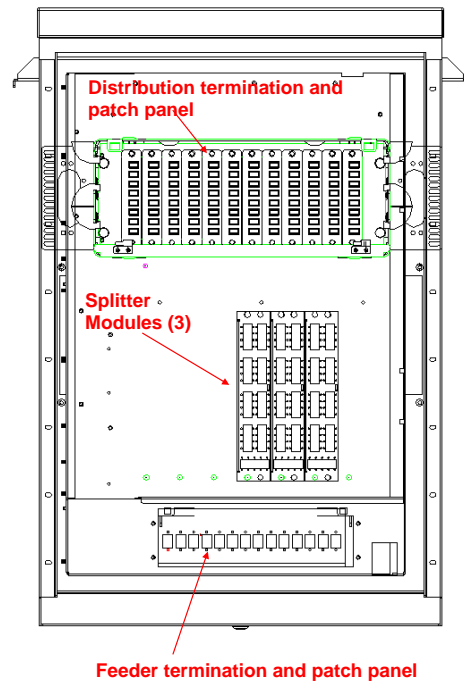 Distribution termination and
patch panel
Splitter
Modules (3)
Feeder termination and patch panel